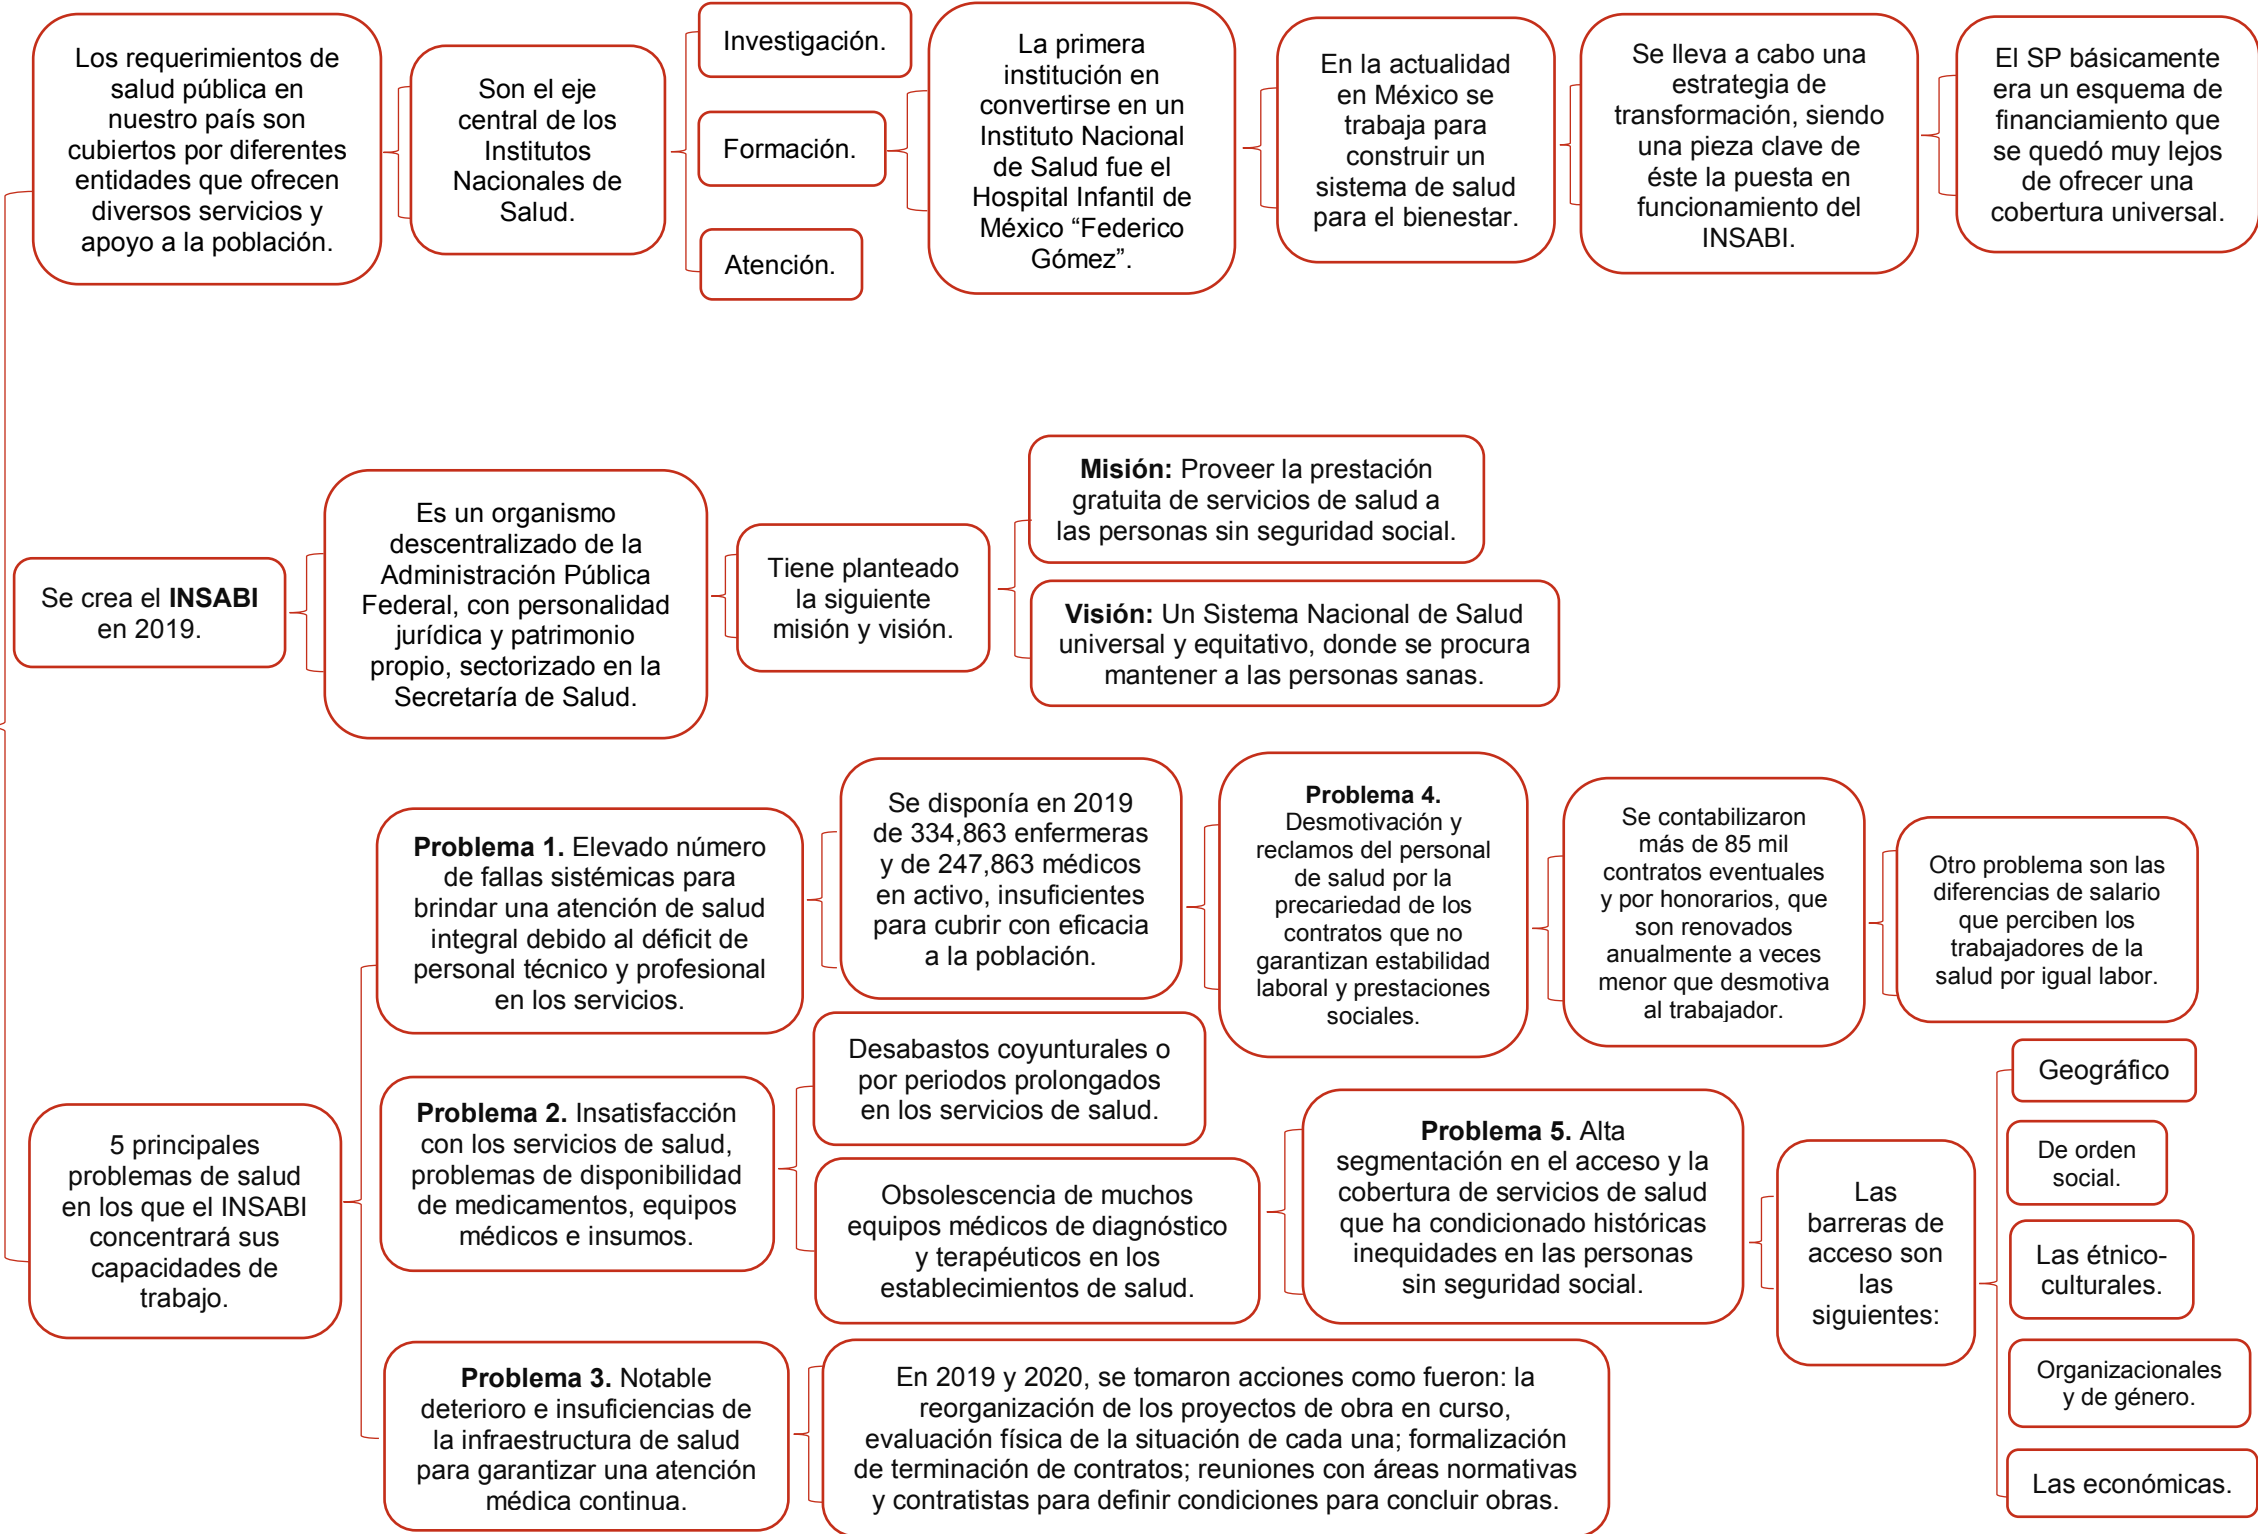 Los requerimientos de
salud pública en
nuestro país son
cubiertos por diferentes
entidades que ofrecen
diversos servicios y
apoyo a la población.
Son el eje
central de los
Institutos
Nacionales de
Salud.
Investigación.
Formación.
Atención.
La primera
institución en
convertirse en un
Instituto Nacional
de Salud fue el
Hospital Infantil de
México “Federico
Gómez”.
En la actualidad
en México se
trabaja para
construir un
sistema de salud
para el bienestar.
Se lleva a cabo una
estrategia de
transformación, siendo
una pieza clave de
éste la puesta en
funcionamiento del
INSABI.
El SP básicamente
era un esquema de
financiamiento que
se quedó muy lejos
de ofrecer una
cobertura universal.
Se crea el INSABI
en 2019.
Es un organismo
descentralizado de la
Administración Pública
Federal, con personalidad
jurídica y patrimonio
propio, sectorizado en la
Secretaría de Salud.
Tiene planteado
la siguiente
misión y visión.
Misión: Proveer la prestación
gratuita de servicios de salud a
las personas sin seguridad social.
Visión: Un Sistema Nacional de Salud
universal y equitativo, donde se procura
mantener a las personas sanas.
5 principales
problemas de salud
en los que el INSABI
concentrará sus
capacidades de
trabajo.
Problema 1. Elevado número
de fallas sistémicas para
brindar una atención de salud
integral debido al déficit de
personal técnico y profesional
en los servicios.
Se disponía en 2019
de 334,863 enfermeras
y de 247,863 médicos
en activo, insuficientes
para cubrir con eficacia
a la población.
Problema 4.
Desmotivación y
reclamos del personal
de salud por la
precariedad de los
contratos que no
garantizan estabilidad
laboral y prestaciones
sociales.
Se contabilizaron
más de 85 mil
contratos eventuales
y por honorarios, que
son renovados
anualmente a veces
menor que desmotiva
al trabajador.
Otro problema son las
diferencias de salario
que perciben los
trabajadores de la
salud por igual labor.
Problema 2. Insatisfacción
con los servicios de salud,
problemas de disponibilidad
de medicamentos, equipos
médicos e insumos.
Desabastos coyunturales o
por periodos prolongados
en los servicios de salud.
Obsolescencia de muchos
equipos médicos de diagnóstico
y terapéuticos en los
establecimientos de salud.
Problema 5. Alta
segmentación en el acceso y la
cobertura de servicios de salud
que ha condicionado históricas
inequidades en las personas
sin seguridad social.
Las
barreras de
acceso son
las
siguientes:
Geográfico
De orden
social.
Las étnico-
culturales.
Organizacionales
y de género.
Las económicas.
Problema 3. Notable
deterioro e insuficiencias de
la infraestructura de salud
para garantizar una atención
médica continua.
En 2019 y 2020, se tomaron acciones como fueron: la
reorganización de los proyectos de obra en curso,
evaluación física de la situación de cada una; formalización
de terminación de contratos; reuniones con áreas normativas
y contratistas para definir condiciones para concluir obras.